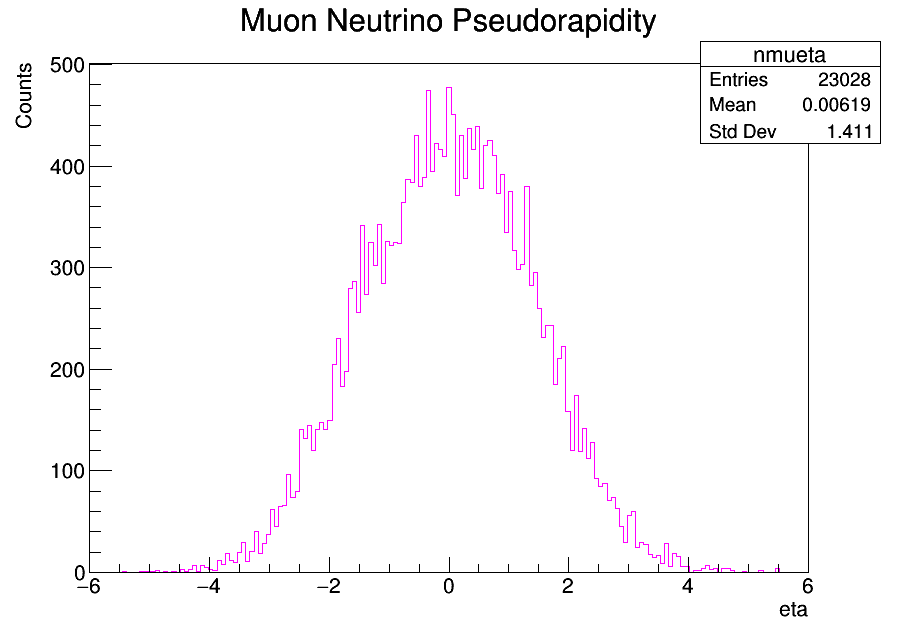 Muon Neutrino Pseudorapidity
nmueta
Entries 23028
Mean 0.00619
Std Dev 1.411
Counts
500
400
300
200
100
0
−6 −4 −2 0 2 4 6
eta